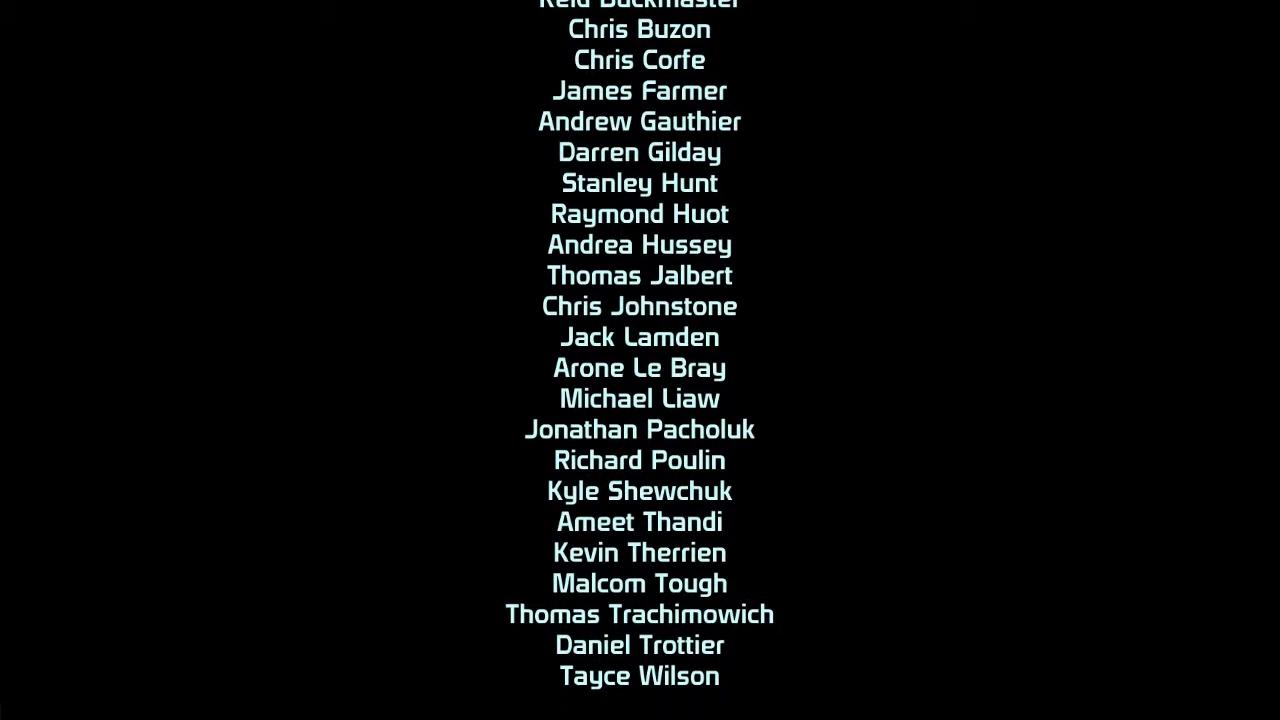 Reid Buckmaster
Chris Buzon
Chris Corfe
James Farmer
Andrew Gauthier
Darren Gilday
Stanley Hunt
Raymond Huot
Andrea Hussey
Thomas Jalbert
Chris Johnstone
Jack Lamden
Arone Le Bray
Michael Liaw
Jonathan Pacholuk
Richard Poulin
Kyle Shewchuk
Ameet Thandi
Kevin Therrien
Malcom Tough
Thomas Trachimowich
Daniel Trottier
Tayce Wilson